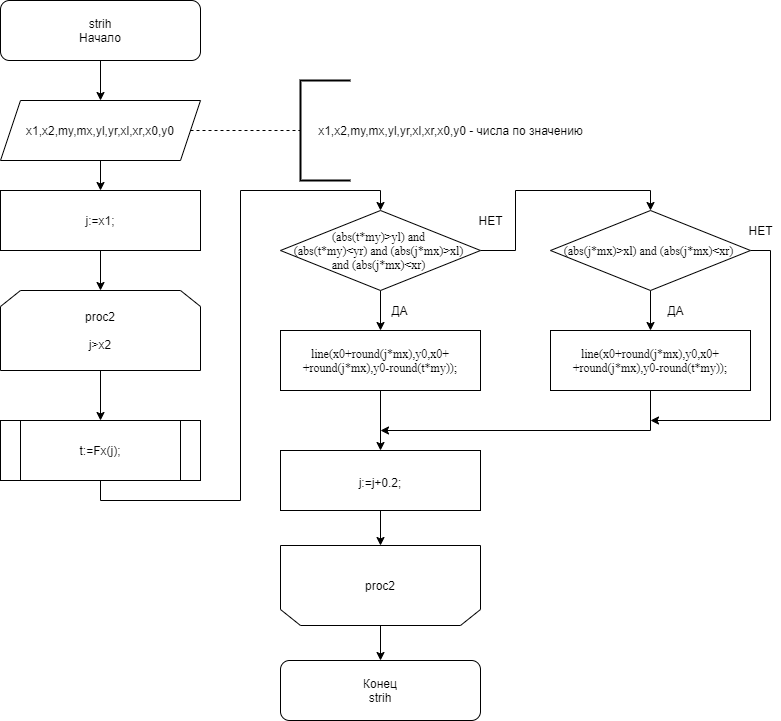 strih
Начало
x1,x2,my,mx,yl,yr,xl,xr,x0,y0
x1,x2,my,mx,yl,yr,xl,xr,x0,y0 - числа по значению
j:=x1;
proc2
j>x2
t:=Fx(j);
(abs(t*my)>yl) and
(abs(t*my)<yr) and (abs(j*mx)>xl)
and (abs(j*mx)<xr)
НЕТ
ДА
line(x0+round(j*mx),y0,x0+
+round(j*mx),y0-round(t*my));
(abs(j*mx)>xl) and (abs(j*mx)<xr)
НЕТ
ДА
line(x0+round(j*mx),y0,x0+
+round(j*mx),y0-round(t*my));
j:=j+0.2;
proc2
Конец
strih